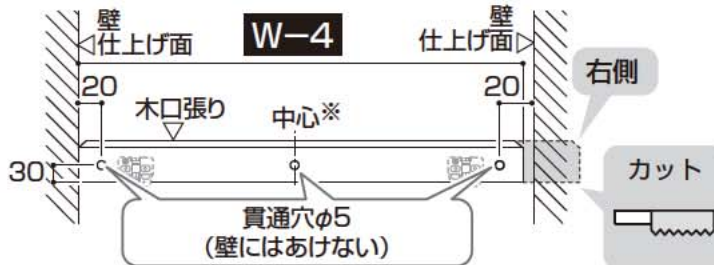 壁
仕上げ面
W−4
壁
仕上げ面
20
20
右側
木口張り
中心※
30
カット
貫通穴φ5
(壁にはあけない)